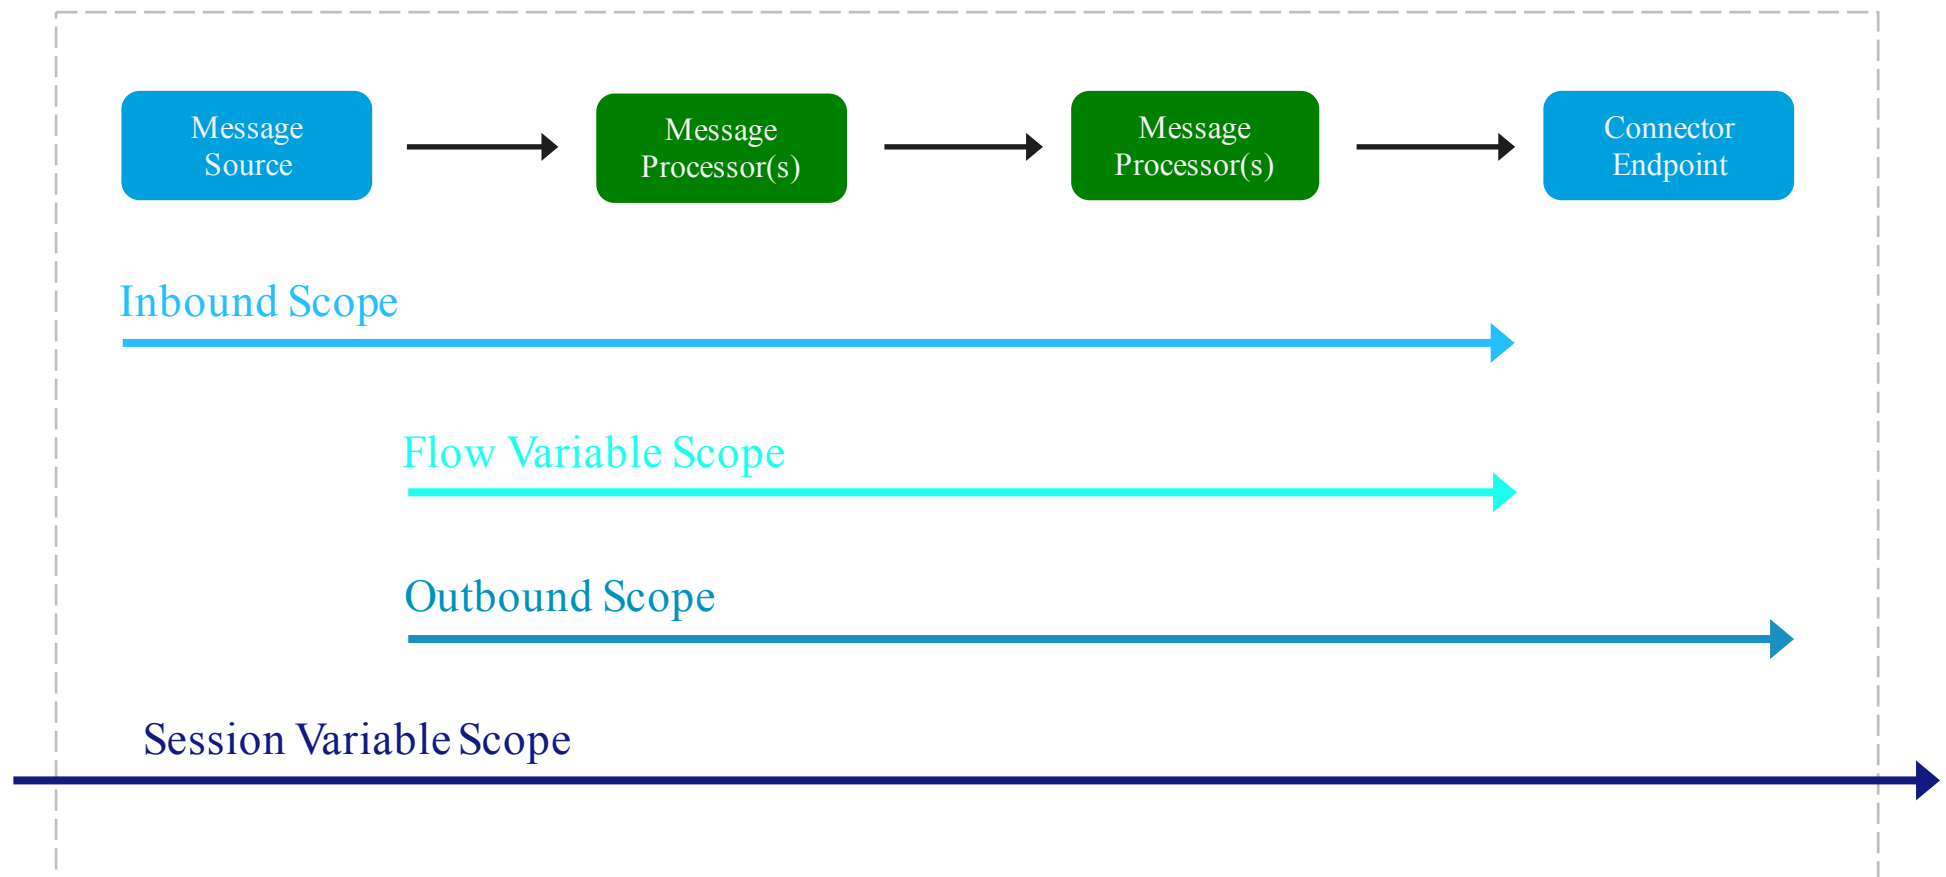 Message
Source
Message
Processor(s)
Message
Processor(s)
Connector
Endpoint
Inbound Scope
Flow Variable Scope
Outbound Scope
Session Variable Scope